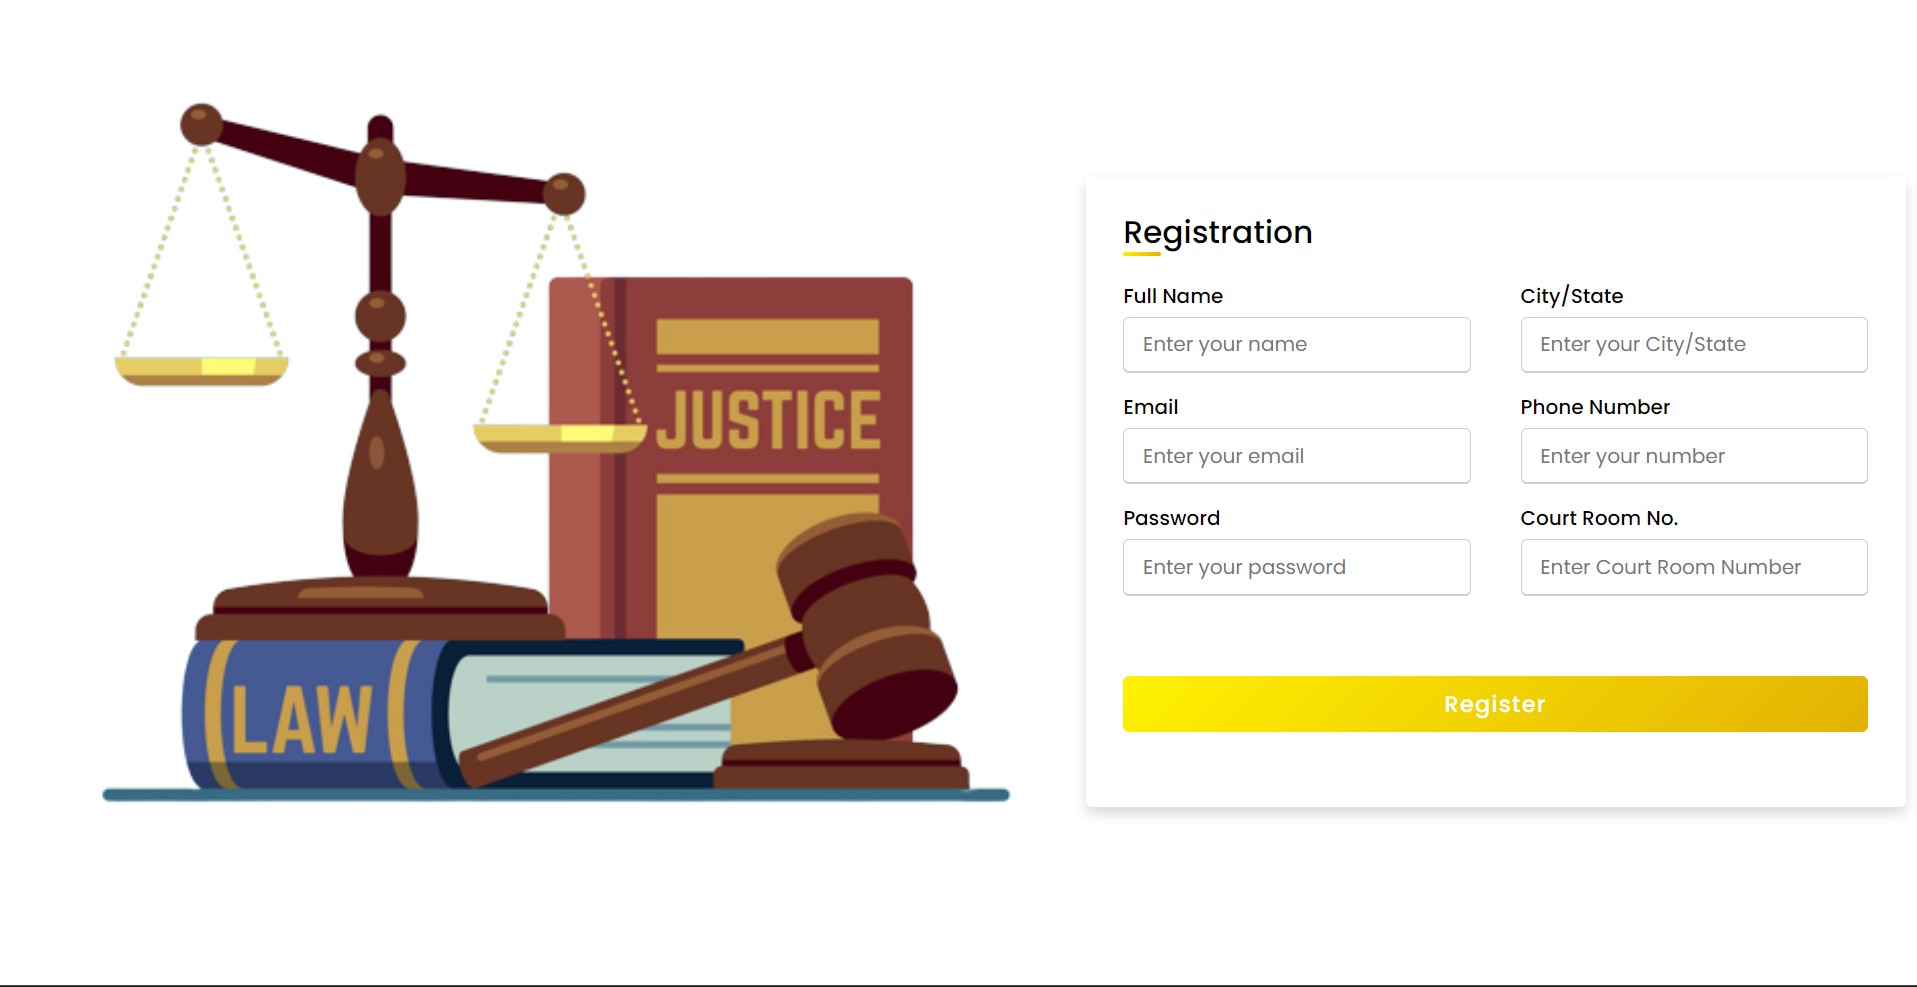 JUSTICE
LAW
Registration
Full Name
City/State
Enter your name
Enter your City/State
Email
Phone Number
Enter your email
Enter your number
Password
Court Room No.
Enter your password
Enter Court Room Number
Register